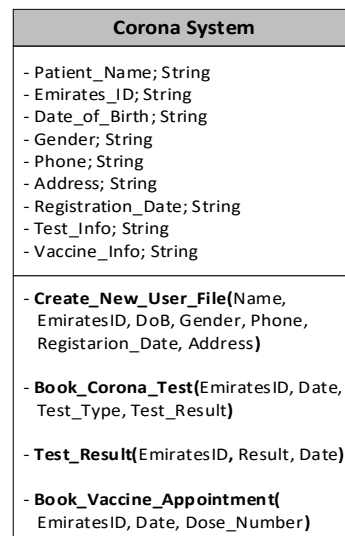 Corona System
- Patient_Name; String
- Emirates_ID; String
- Date_of_Birth; String
- Gender; String
- Phone; String
- Address; String
- Registration_Date; String
- Test_Info; String
- Vaccine_Info; String
- Create_New_User_File(Name,
EmiratesID, DoB, Gender, Phone,
Registarion_Date, Address)
- Book_Corona_Test(EmiratesID, Date,
Test_Type, Test_Result)
- Test_Result(EmiratesID, Result, Date)
- Book_Vaccine_Appointment(
EmiratesID, Date, Dose_Number)